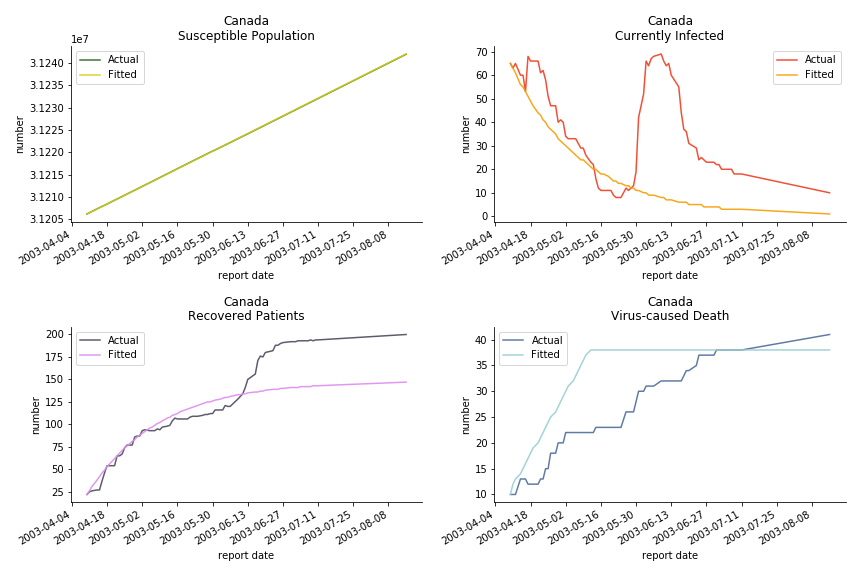 Canada
Susceptible Population
1e7
Actual
Fitted
3.12400
3.12350
3.12300
3.12250
3.12200
3.12150
3.12100
3.12050
number
2003-04-04
2003-04-18
2003-05-02
2003-05-16
2003-05-30
2003-06-13
2003-06-27
2003-07-11
2003-07-25
2003-08-08
report date
Canada
Currently Infected
Actual
Fitted
70
60
50
40
30
20
10
0
number
2003-04-04
2003-04-18
2003-05-02
2003-05-16
2003-05-30
2003-06-13
2003-06-27
2003-07-11
2003-07-25
2003-08-08
report date
Canada
Recovered Patients
Actual
Fitted
200
175
150
125
100
75
50
25
number
2003-04-04
2003-04-18
2003-05-02
2003-05-16
2003-05-30
2003-06-13
2003-06-27
2003-07-11
2003-07-25
2003-08-08
report date
Canada
Virus-caused Death
Actual
Fitted
40
35
30
25
20
15
10
number
2003-04-04
2003-04-18
2003-05-02
2003-05-16
2003-05-30
2003-06-13
2003-06-27
2003-07-11
2003-07-25
2003-08-08
report date